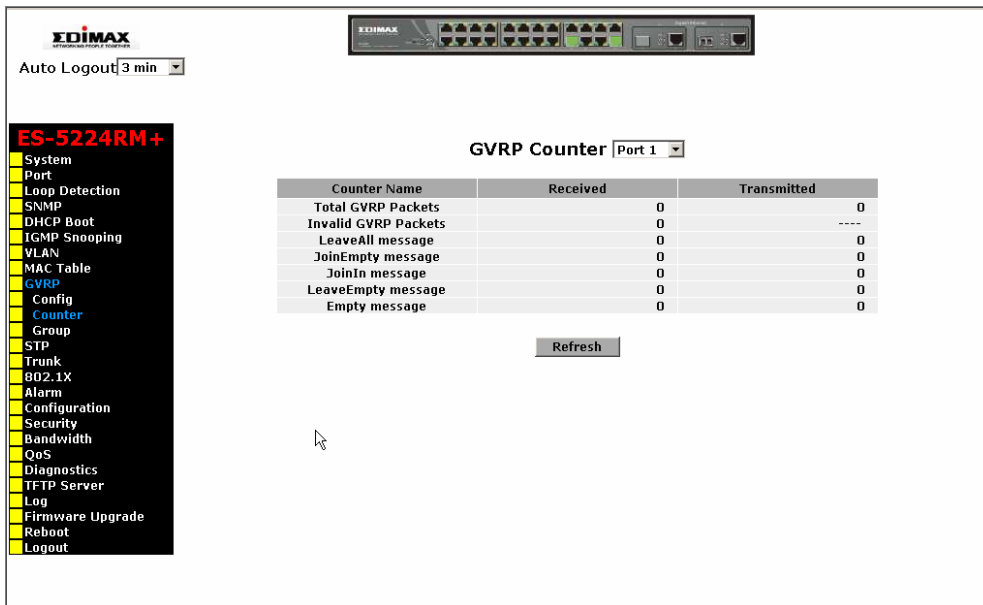 EDIMAX
NETWORKING PEOPLE TOGETHER
EDIMAX
Auto Logout 3 min
ES-5224RM+
System
Port
Loop Detection
SNMP
DHCP Boot
IGMP Snooping
VLAN
MAC Table
GVRP
Config
Counter
Group
STP
Trunk
802.1X
Alarm
Configuration
Security
Bandwidth
QoS
Diagnostics
TFTP Server
Log
Firmware Upgrade
Reboot
Logout
GVRP Counter Port 1
Counter Name Received Transmitted
Total GVRP Packets 0 0
Invalid GVRP Packets 0 ----
LeaveAll message 0 0
JoinEmpty message 0 0
JoinIn message 0 0
LeaveEmpty message 0 0
Empty message 0 0
Refresh